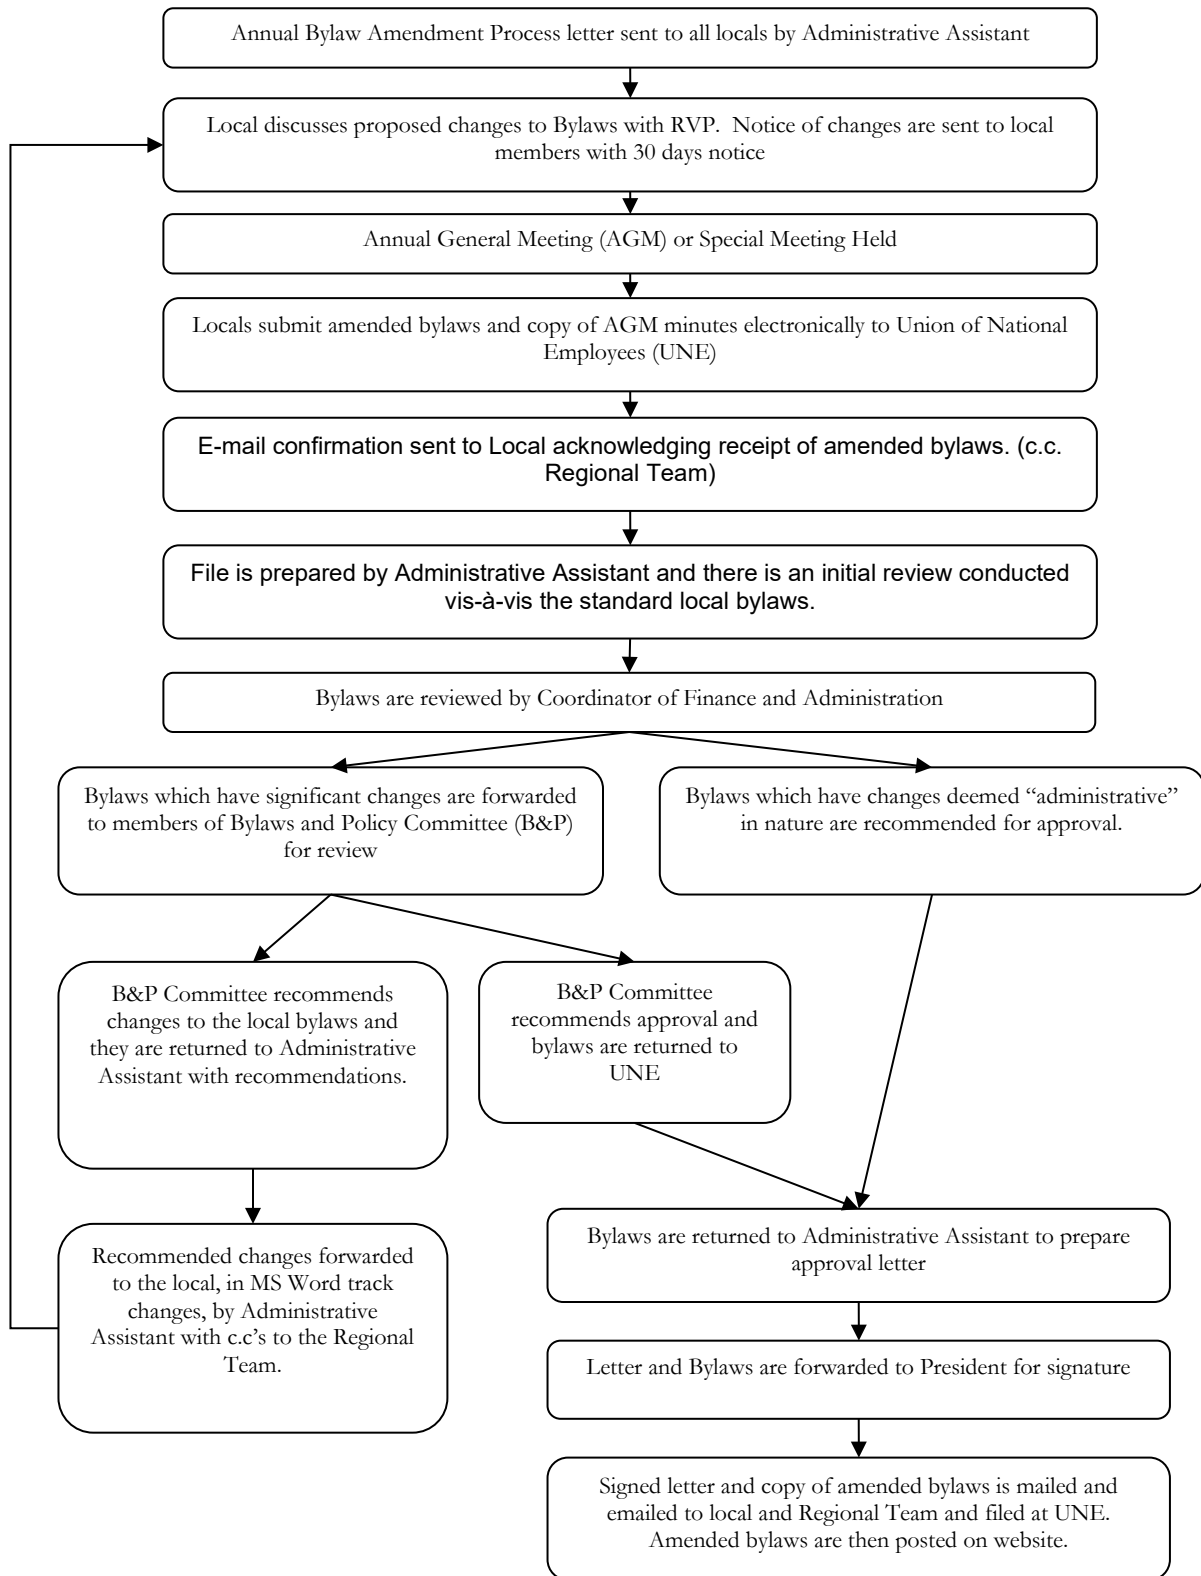 Annual Bylaw Amendment Process letter sent to all locals by Administrative Assistant
Local discusses proposed changes to Bylaws with RVP.  Notice of changes are sent to local
members with 30 days notice
Annual General Meeting (AGM) or Special Meeting Held
Locals submit amended bylaws and copy of AGM minutes electronically to Union of National
Employees (UNE)
E-mail confirmation sent to Local acknowledging receipt of amended bylaws. (c.c.
Regional Team)
File is prepared by Administrative Assistant and there is an initial review conducted
vis-à-vis the standard local bylaws.
Bylaws are reviewed by Coordinator of Finance and Administration
Bylaws which have significant changes are forwarded
to members of Bylaws and Policy Committee (B&P)
for review
Bylaws which have changes deemed “administrative”
in nature are recommended for approval.
B&P Committee recommends
changes to the local bylaws and
they are returned to Administrative
Assistant with recommendations.
B&P Committee
recommends approval and
bylaws are returned to
UNE
Recommended changes forwarded
to the local, in MS Word track
changes, by Administrative
Assistant with c.c's to the Regional
Team.
Bylaws are returned to Administrative Assistant to prepare
approval letter
Letter and Bylaws are forwarded to President for signature
Signed letter and copy of amended bylaws is mailed and
emailed to local and Regional Team and filed at UNE.
Amended bylaws are then posted on website.